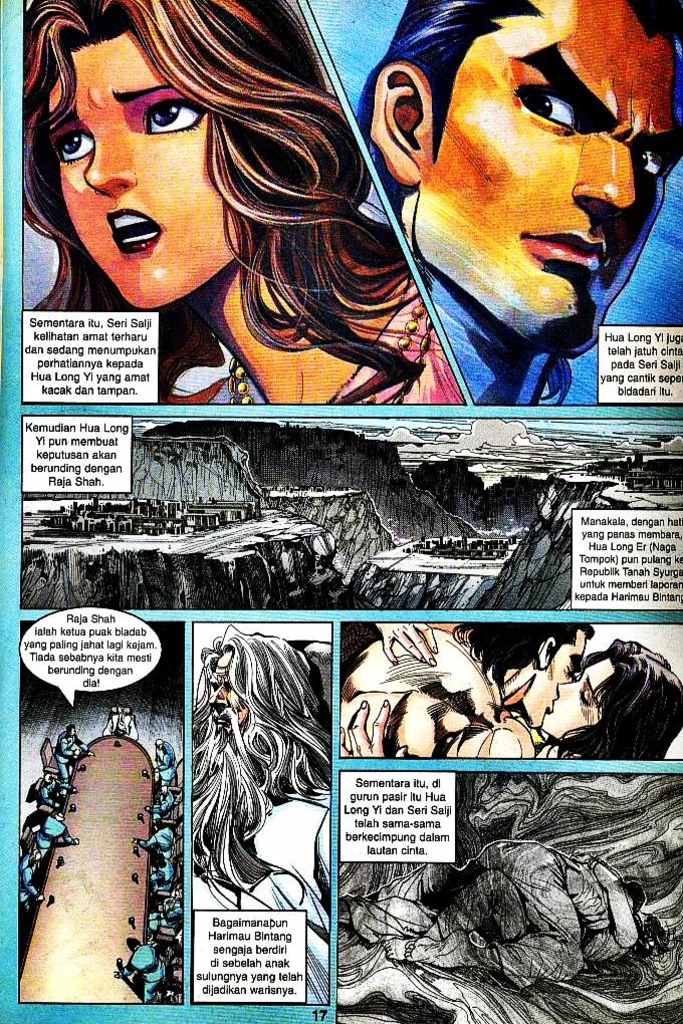 Sementara itu, Seri Salji
kelihatan amat terharu
dan sedang menumpukan
perhatiannya kepada
Hua Long Yi yang amat
kacak dan tampan.
Hua Long Yi juga
telah jatuh cinta
pada Seri Salji
yang cantik seper
bidadari itu.
Kemudian Hua Long
Yi pun membuat
keputusan akan
berunding dengan
Raja Shah.
Manakala, dengan hati
yang panas membara,
Hua Long Er (Naga
Tompok) pun pulang ke
Republik Tanah Syurga
untuk memberi laporan
kepada Harimau Bintang
Raja Shah
ialah ketua puak biadab
yang paling jahat lagi kejam.
Tiada sebabnya kita mesti
berunding dengan
dia!
Bagaimanapun
Harimau Bintang
sengaja berdiri
di sebelah anak
sulungnya yang telah
dijadikan warisnya.
Sementara itu, di
gurun pasir itu Hua
Long Yi dan Seri Salji
telah sama-sama
berkecimpung dalam
lautan cinta.
17